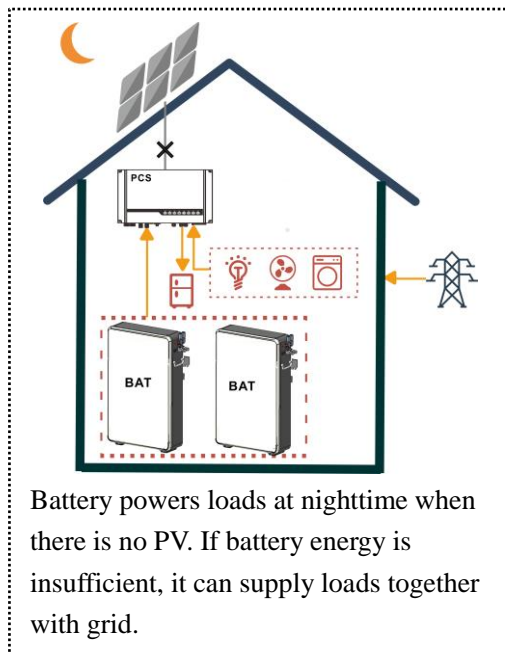 PCS
BAT
BAT
Battery powers loads at nighttime when
there is no PV. If battery energy is
insufficient, it can supply loads together
with grid.